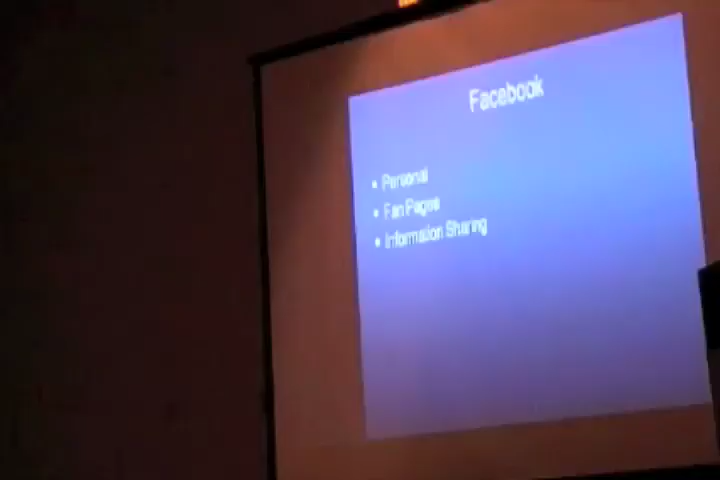 Facebook
• Personal
• Fan Pages
• Information Sharing